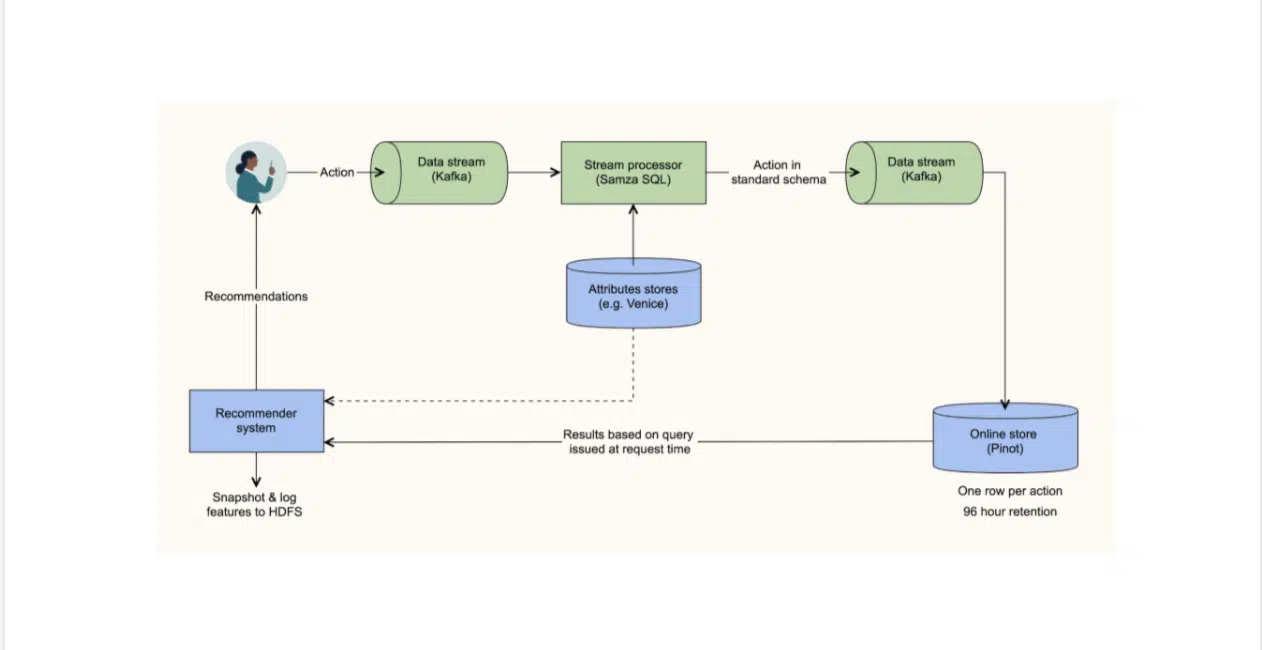 Action
Data stream
(Kafka)
Stream processor
(Samza SQL)
Action in
standard schema
Data stream
(Kafka)
Attributes stores
(e.g. Venice)
Recommendations
Recommender
system
Results based on query
issued at request time
Online store
(Pinot)
Snapshot & log
features to HDFS
One row per action
96 hour retention